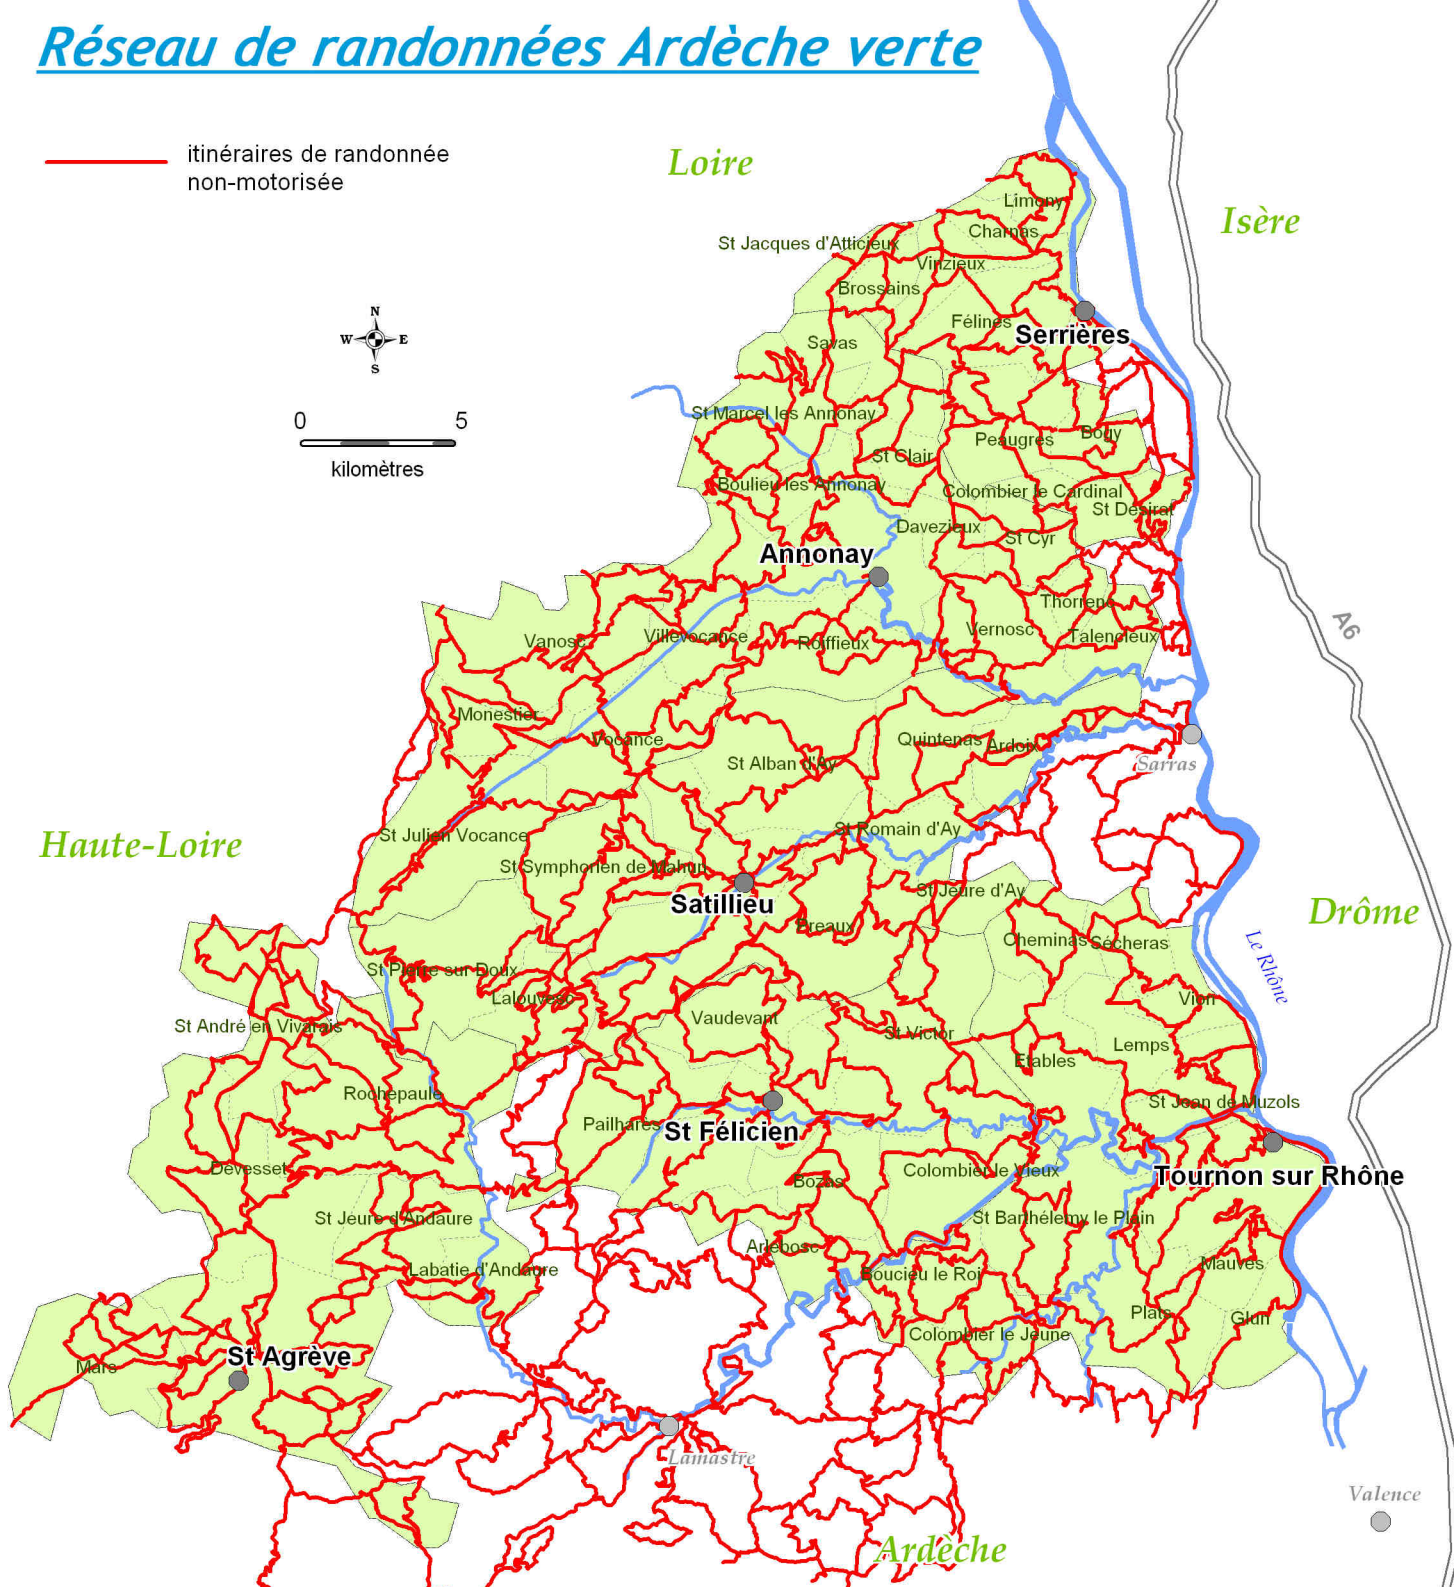 Réseau de randonnées Ardèche verte
itinéraires de randonnée
non-motorisée
Loire
Isère
Limony
Charnas
St Jacques d'Atticieux
Vinzieux
Brossains
Félines
Serrières
Savas
N
W
E
S
0
5
kilomètres
St Marcel les Annonay
Peaugres
Bogy
St Clair
Boulieu les Annonay
Colombier le Cardinal
St Désirat
Davezieux
St Cyr
Annonay
Thorrenc
A6
Vanosc
Villevocance
Roiffieux
Vernosc
Talencieux
Monestier
Vocance
Quintenas
Ardoix
St Alban d'Ay
Sarras
Haute-Loire
St Julien Vocance
St Romain d'Ay
St Symphorien de Mahun
Satillieu
St Jeure d'Ay
Drôme
Preaux
Cheminas
Sécheras
Le Rhône
St Pierre sur Doux
Lalouvesc
Vion
St André en Vivarais
Vaudevant
St Victor
Lemps
Etables
Rochepaule
St Jean de Muzols
Pailharès
St Félicien
Devesset
Bozas
Colombier le Vieux
Tournon sur Rhône
St Jeure d'Andaure
St Barthélemy le Plain
Arlebosc
Labatie d'Andaure
Boucieu le Roi
Mauves
Plats
Glun
Colombier le Jeune
St Agrève
Mars
Lamastre
Valence
Ardèche